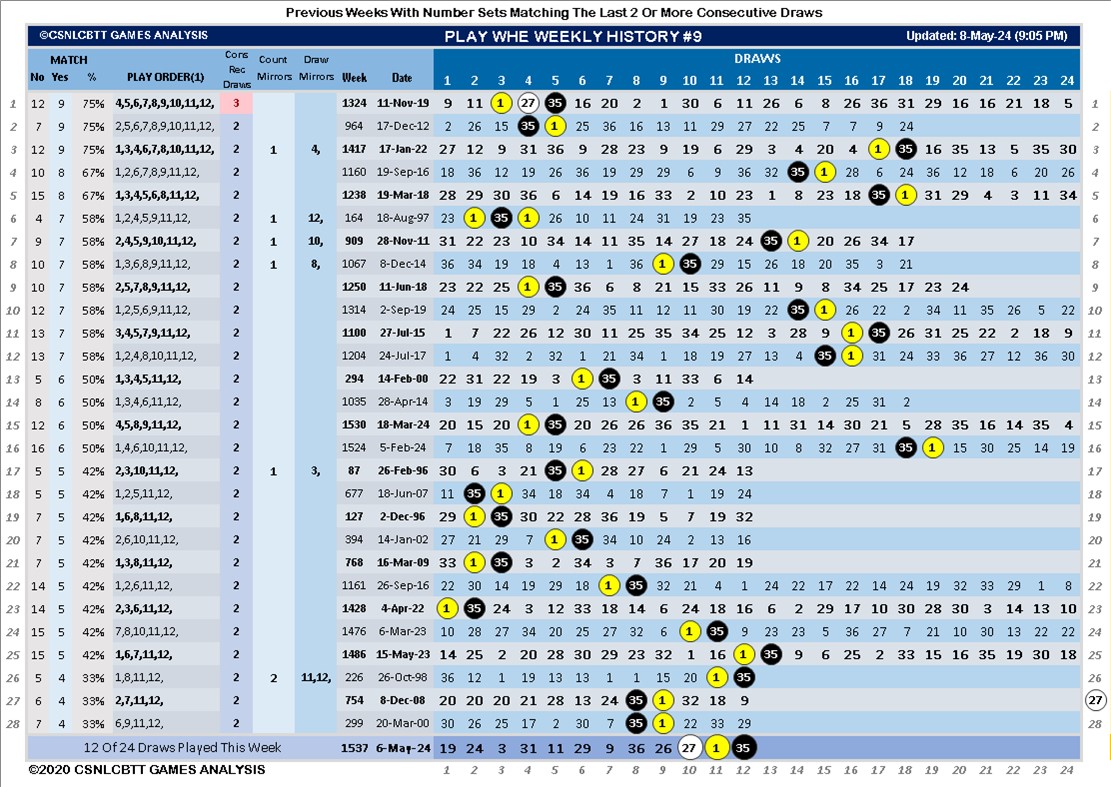 Previous Weeks With Number Sets Matching The Last 2 Or More Consecutive Draws
©CSNLCBTT GAMES ANALYSIS PLAY WHE WEEKLY HISTORY #9 Updated: 8-May-24 (9:05 PM)
MATCH Cons Rec Draws Count Mirrors Draw Mirrors DRAWS
No Yes % PLAY ORDER(1) Week Date 1 2 3 4 5 6 7 8 9 10 11 12 13 14 15 16 17 18 19 20 21 22 23 24
1 12 9 75% 4,5,6,7,8,9,10,11,12, 3 1324 11-Nov-19 9 11 1 27 35 16 20 2 1 30 6 11 26 6 8 26 36 31 29 16 16 21 18 5 1
2 7 9 75% 2,5,6,7,8,9,10,11,12, 2 964 17-Dec-12 2 26 15 35 1 25 36 16 13 11 29 27 22 25 7 7 9 24 2
3 12 9 75% 1,3,4,6,7,8,10,11,12, 2 1 4, 1417 17-Jan-22 27 12 9 31 36 9 28 23 9 19 6 29 3 4 20 4 1 35 16 35 13 5 35 30 3
4 10 8 67% 1,2,6,7,8,9,11,12, 2 1160 19-Sep-16 18 36 12 19 26 36 19 29 29 6 9 36 32 35 1 28 6 24 36 12 18 6 20 26 4
5 15 8 67% 1,3,4,5,6,8,11,12, 2 1238 19-Mar-18 28 29 30 36 6 14 19 16 33 2 10 23 1 8 23 18 35 1 31 29 4 3 11 34 5
6 4 7 58% 1,2,4,5,9,11,12, 2 1 12, 164 18-Aug-97 23 1 35 1 26 10 11 24 31 19 23 35 6
7 9 7 58% 2,4,5,9,10,11,12, 2 1 10, 909 28-Nov-11 31 22 23 10 34 14 11 35 14 27 18 24 35 1 20 26 34 17 7
8 10 7 58% 1,3,6,8,9,11,12, 2 1 8, 1067 8-Dec-14 36 34 19 18 4 13 1 36 1 35 29 15 26 18 20 35 3 21 8
9 10 7 58% 2,5,7,8,9,11,12, 2 1250 11-Jun-18 23 22 25 1 35 36 6 8 21 15 33 26 11 9 8 34 25 17 23 24 9
10 12 7 58% 1,2,5,6,9,11,12, 2 1314 2-Sep-19 24 25 15 29 2 24 35 11 12 11 30 19 22 35 1 26 22 2 34 11 35 26 5 22 10
11 13 7 58% 3,4,5,7,9,11,12, 2 1100 27-Jul-15 1 7 22 26 12 30 11 25 35 34 25 12 3 28 9 1 35 26 31 25 22 2 18 9 11
12 13 7 58% 1,2,4,8,10,11,12, 2 1204 24-Jul-17 1 4 32 2 32 1 21 34 1 18 19 27 13 4 35 1 31 24 33 36 27 12 36 30 12
13 5 6 50% 1,3,4,5,11,12, 2 294 14-Feb-00 22 31 22 19 3 1 35 3 11 33 6 14 13
14 8 6 50% 1,3,4,6,11,12, 2 1035 28-Apr-14 3 19 29 5 1 25 13 1 35 2 5 4 14 18 2 25 31 2 14
15 12 6 50% 4,5,8,9,11,12, 2 1530 18-Mar-24 20 15 20 1 35 20 26 26 36 35 21 1 11 31 14 30 21 5 28 35 16 14 35 4 15
16 16 6 50% 1,4,6,10,11,12, 2 1524 5-Feb-24 7 18 35 8 19 6 23 22 1 29 5 30 10 8 32 27 31 35 1 15 30 25 14 19 16
17 5 5 42% 2,3,10,11,12, 2 1 3, 87 26-Feb-96 30 6 3 21 35 1 28 27 6 21 24 13 17
18 5 5 42% 1,2,5,11,12, 2 677 18-Jun-07 11 35 1 34 18 34 4 18 7 1 19 24 18
19 7 5 42% 1,6,8,11,12, 2 127 2-Dec-96 29 1 35 30 22 28 36 19 5 7 19 32 19
20 7 5 42% 2,6,10,11,12, 2 394 14-Jan-02 27 21 29 7 1 35 34 10 24 2 13 16 20
21 7 5 42% 1,3,8,11,12, 2 768 16-Mar-09 33 1 35 3 2 34 3 7 36 17 20 19 21
22 14 5 42% 1,2,6,11,12, 2 1161 26-Sep-16 22 30 14 19 29 18 1 35 32 21 4 1 24 22 17 22 14 24 19 32 33 29 1 8 22
23 14 5 42% 2,3,6,11,12, 2 1428 4-Apr-22 1 35 24 3 12 33 18 14 6 24 18 16 6 2 29 17 10 30 28 30 3 14 13 10 23
24 15 5 42% 7,8,10,11,12, 2 1476 6-Mar-23 10 28 27 34 20 25 27 32 6 1 35 9 23 23 5 36 27 7 21 10 30 13 22 22 24
25 15 5 42% 1,6,7,11,12, 2 1486 15-May-23 14 25 2 20 28 30 29 23 32 1 16 1 35 9 6 25 2 33 15 16 35 19 30 18 25
26 5 4 33% 1,8,11,12, 2 2 11,12, 226 26-Oct-98 36 12 1 19 13 13 1 1 15 20 1 35 26
27 6 4 33% 2,7,11,12, 2 754 8-Dec-08 20 20 20 21 28 13 24 35 1 32 18 9 27
28 7 4 33% 6,9,11,12, 2 299 20-Mar-00 30 26 25 17 2 30 7 35 1 22 33 29 28
12 Of 24 Draws Played This Week 1537 6-May-24 19 24 3 31 11 29 9 36 26 27 1 35
©2020 CSNLCBTT GAMES ANALYSIS 1 2 3 4 5 6 7 8 9 10 11 12 13 14 15 16 17 18 19 20 21 22 23 24